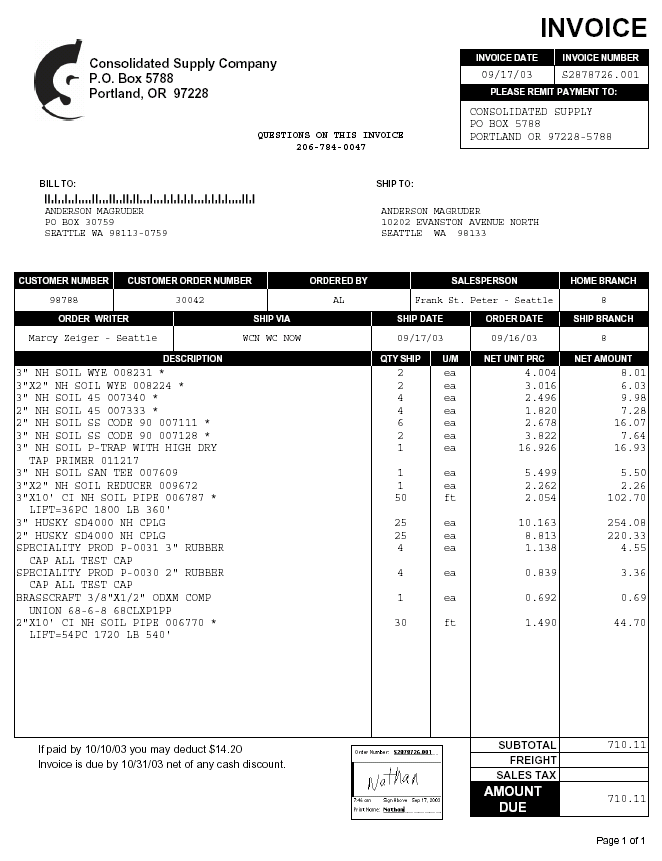 INVOICE
Consolidated Supply Company
P.O. Box 5788
Portland, OR 97228
INVOICE DATE INVOICE NUMBER
09/17/03 S2878726.001
PLEASE REMIT PAYMENT TO:
CONSOLIDATED SUPPLY
PO BOX 5788
PORTLAND OR 97228-5788
QUESTIONS ON THIS INVOICE
206-784-0047
BILL TO:
ANDERSON MAGRUDER
PO BOX 30759
SEATTLE WA 98113-0759
SHIP TO:
ANDERSON MAGRUDER
10202 EVANSTON AVENUE NORTH
SEATTLE WA 98133
CUSTOMER NUMBER CUSTOMER ORDER NUMBER ORDERED BY SALESPERSON HOME BRANCH
98788 30042 AL Frank St. Peter - Seattle 8
ORDER WRITER SHIP VIA SHIP DATE ORDER DATE SHIP BRANCH
Marcy Zeiger - Seattle WCN WC NOW 09/17/03 09/16/03 8
DESCRIPTION QTY SHIP U/M NET UNIT PRC NET AMOUNT
3" NH SOIL WYE 008231 * 2 ea 4.004 8.01
3"X2" NH SOIL WYE 008224 * 2 ea 3.016 6.03
3" NH SOIL 45 007340 * 4 ea 2.496 9.98
2" NH SOIL 45 007333 * 4 ea 1.820 7.28
2" NH SOIL SS CODE 90 007111 * 6 ea 2.678 16.07
3" NH SOIL SS CODE 90 007128 * 2 ea 3.822 7.64
3" NH SOIL P-TRAP WITH HIGH DRY 1 ea 16.926 16.93
TAP PRIMER 011217
3" NH SOIL SAN TEE 007609 1 ea 5.499 5.50
3"X2" NH SOIL REDUCER 009672 1 ea 2.262 2.26
3"X10' CI NH SOIL PIPE 006787 * 50 ft 2.054 102.70
LIFT=36PC 1800 LB 360'
3" HUSKY SD4000 NH CPLG 25 ea 10.163 254.08
2" HUSKY SD4000 NH CPLG 25 ea 8.813 220.33
SPECIALITY PROD P-0031 3" RUBBER 4 ea 1.138 4.55
CAP ALL TEST CAP
SPECIALITY PROD P-0030 2" RUBBER 4 ea 0.839 3.36
CAP ALL TEST CAP
BRASSCRAFT 3/8"X1/2" ODXM COMP 1 ea 0.692 0.69
UNION 68-6-8 68CLXP1PP
2"X10' CI NH SOIL PIPE 006770 * 30 ft 1.490 44.70
LIFT=54PC 1720 LB 540'
If paid by 10/10/03 you may deduct $14.20
Invoice is due by 10/31/03 net of any cash discount.
Order Number: S2878726.001
Nathan
7:46 am Sign Above Sep 17, 2003
Print Name: Nathan
SUBTOTAL 710.11
FREIGHT
SALES TAX
AMOUNT DUE 710.11
Page 1 of 1